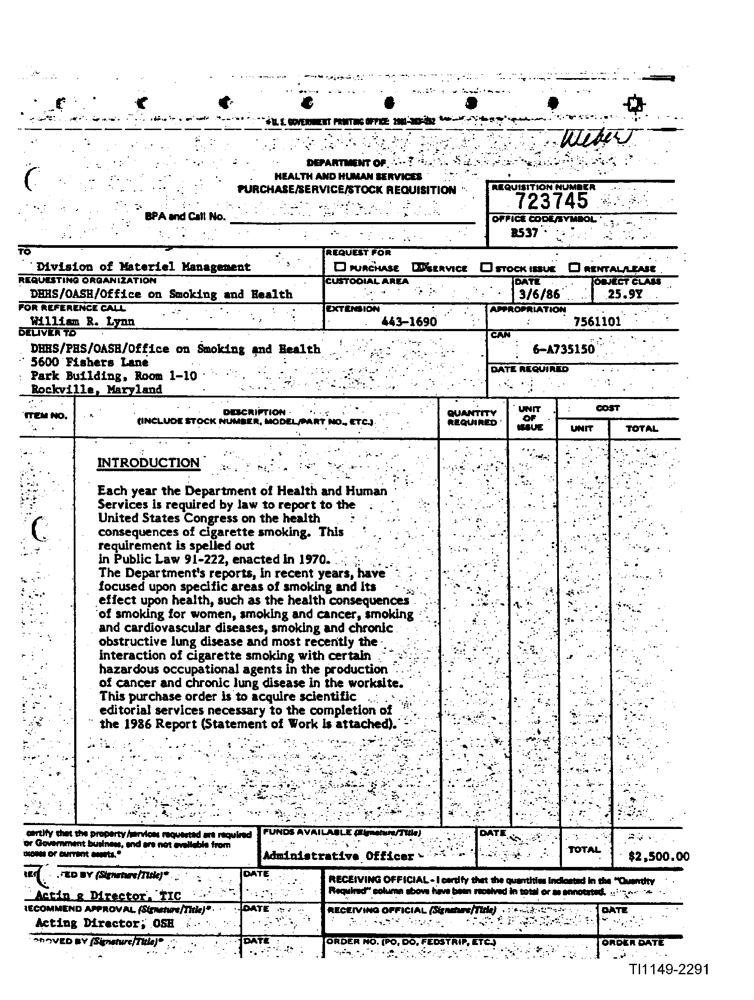 U. S. GOVERNMENT PRINTING OFFICE:
Weber
DEPARTMENT OF
HEALTH AND HUMAN SERVICES
PURCHASE/SERVICE/STOCK REQUISITION
REQUISITION NUMBER
723745
BPA and Call No.
OFFICE CODE/SYMBOL
R537
TO
Division of Materiel Management
REQUEST FOR
PURCHASE SERVICE STOCK ISSUE RENTAL/LEASE
REQUESTING ORGANIZATION
DHHS/OASH/Office on Smoking and Health
CUSTODIAL AREA
DATE
3/6/86
OBJECT CLASS
25.9Y
FOR REFERENCE CALL
William R. Lynn
EXTENSION
443-1690
APPROPRIATION
7561101
DELIVER TO
DHHS/PHS/OASH/Office on Smoking and Health
5600 Fishers Lane
Park Building, Room 1-10
Rockville, Maryland
CAN
6-A735150
DATE REQUIRED
ITEM NO.
DESCRIPTION
(INCLUDE STOCK NUMBER, MODEL/PART NO., ETC.)
QUANTITY
REQUIRED
UNIT
OF
ISSUE
COST
UNIT TOTAL
INTRODUCTION
Each year the Department of Health and Human
Services is required by law to report to the
United States Congress on the health
consequences of cigarette smoking. This
requirement is spelled out
in Public Law 91-222, enacted in 1970.
The Department's reports, in recent years, have
focused upon specific areas of smoking and its
effect upon health, such as the health consequences
of smoking for women, smoking and cancer, smoking
and cardiovascular diseases, smoking and chronic
obstructive lung disease and most recently the
interaction of cigarette smoking with certain
hazardous occupational agents in the production
of cancer and chronic lung disease in the worksite.
This purchase order is to acquire scientific
editorial services necessary to the completion of
the 1986 Report (Statement of Work is attached).
certify that the property/services requested are required
or Government business, and are not available from
excess or current assets.*
FUNDS AVAILABLE (Signature/Title)
Administrative Officer
DATE
TOTAL
$2,500.00
TED BY (Signature/Title)*
Actin g Director, TIC
DATE
RECEIVING OFFICIAL - I certify that the quantities indicated in the "Quantity
Required" column above have been received in total or as annotated.
RECOMMEND APPROVAL (Signature/Title)*
Acting Director, OSH
DATE
RECEIVING OFFICIAL (Signature/Title)
DATE
PROVED BY (Signature/Title)*
DATE
ORDER NO. (PO, DO, FEDSTRIP, ETC.)
ORDER DATE
TI1149-2291